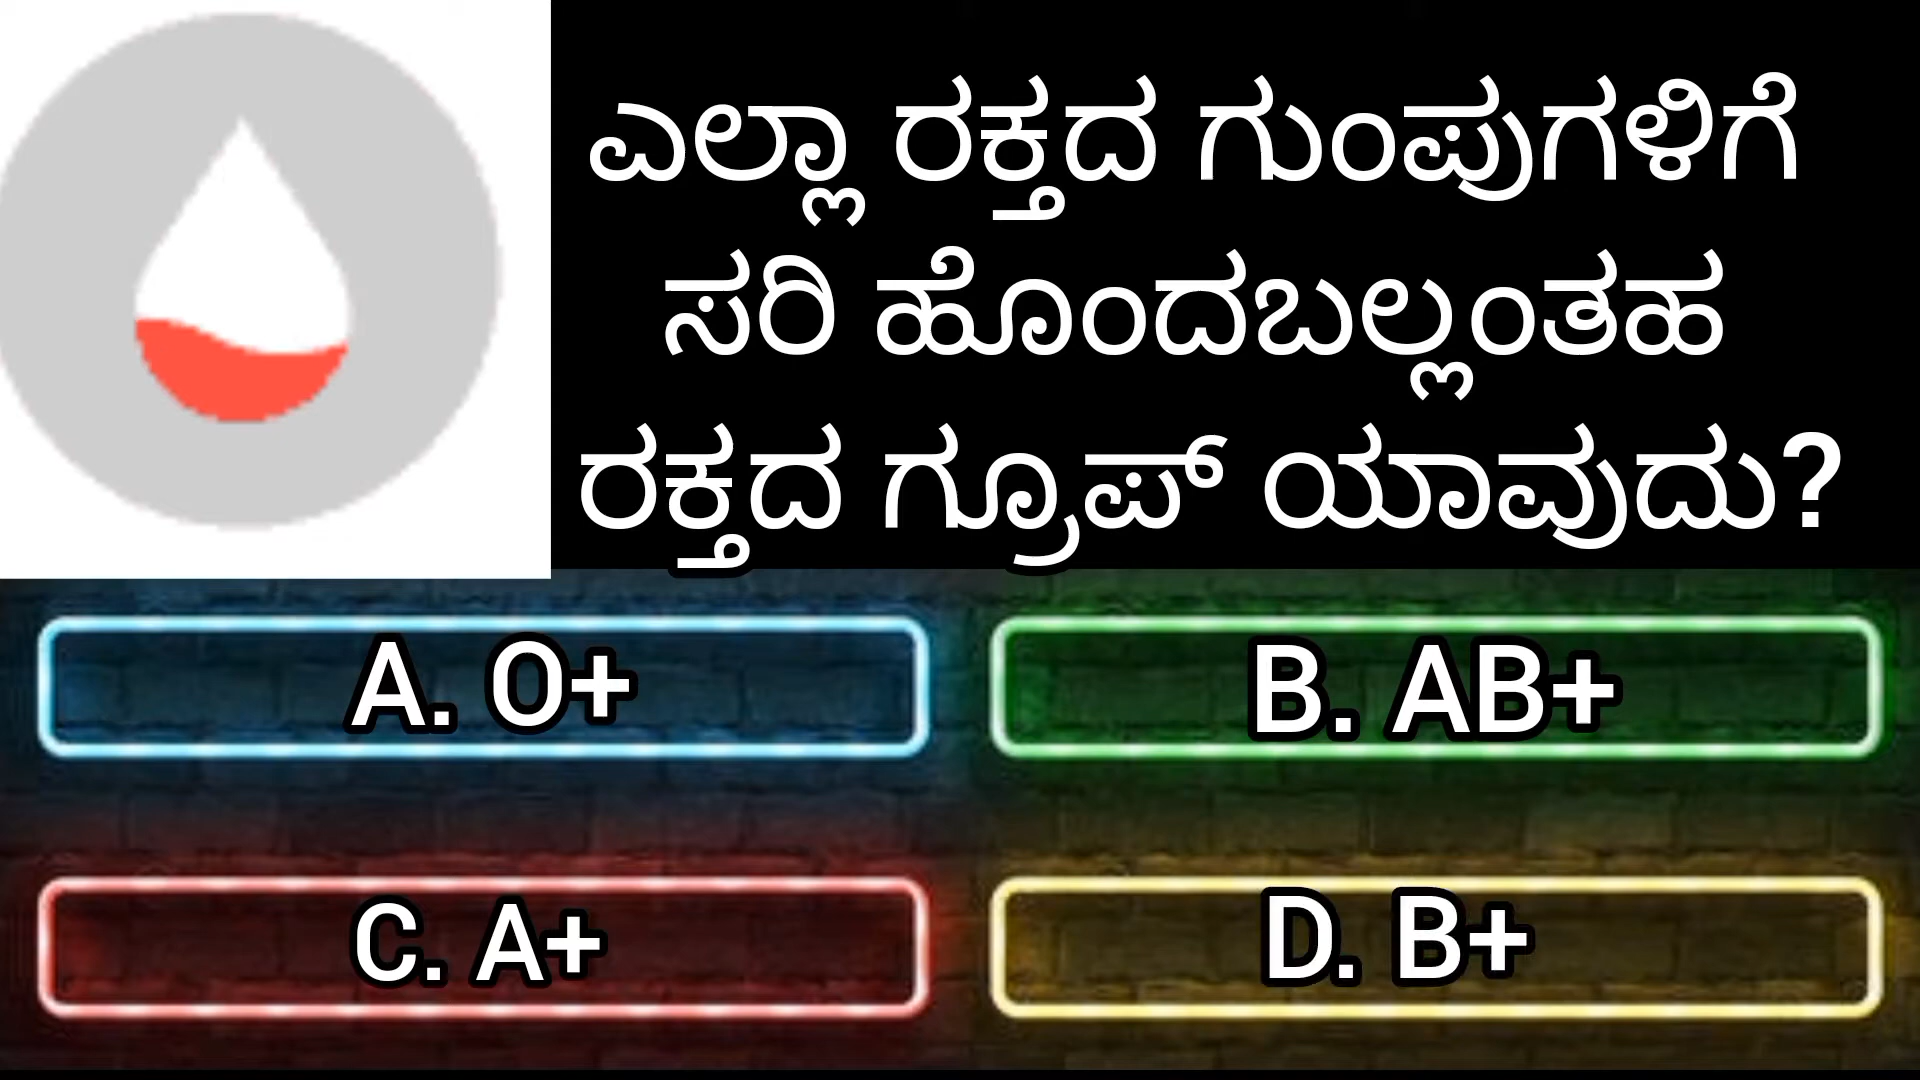 ಎಲ್ಲಾ ರಕ್ತದ ಗುಂಪುಗಳಿಗೆ
ಸರಿ ಹೊಂದಬಲ್ಲಂತಹ
ರಕ್ತದ ಗ್ರೂಪ್ ಯಾವುದು?
A. O+
B. AB+
C. A+
D. B+